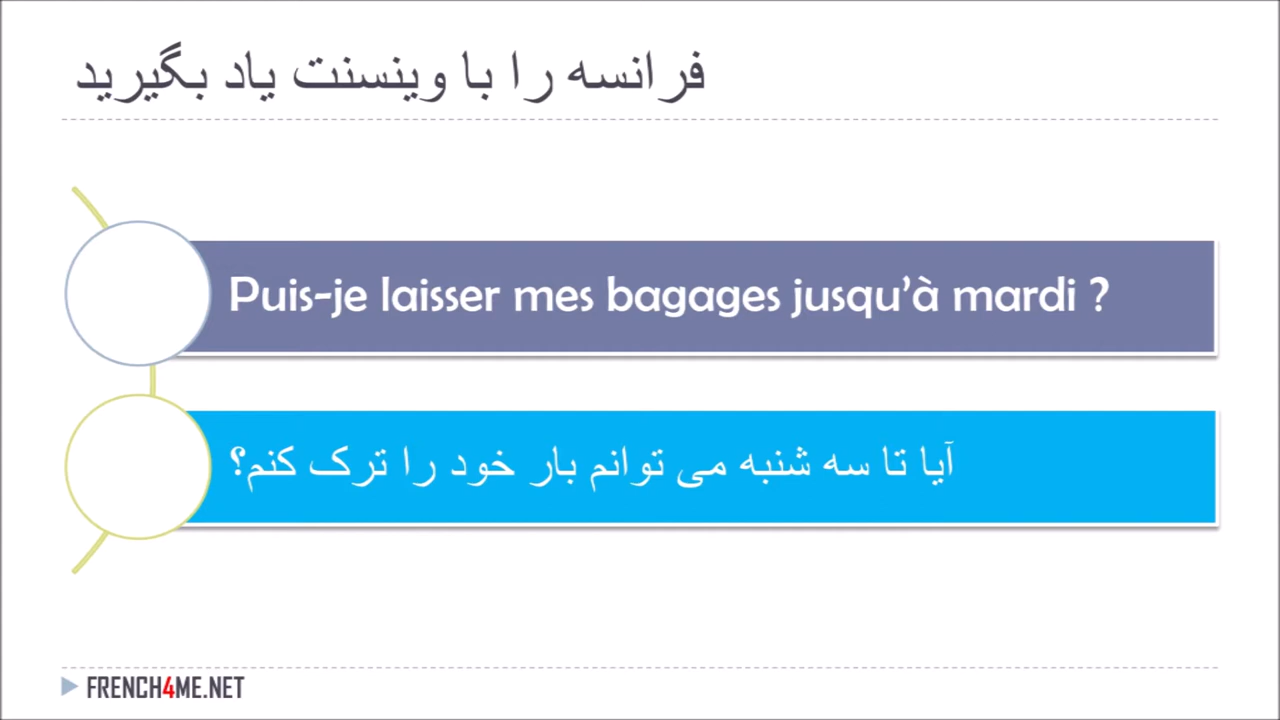 فرانسه را با وینسنت یاد بگیرید
Puis-je laisser mes bagages jusqu’à mardi ?
آیا تا سه شنبه می توانم بار خود را ترک کنم؟
FRENCH4ME.NET